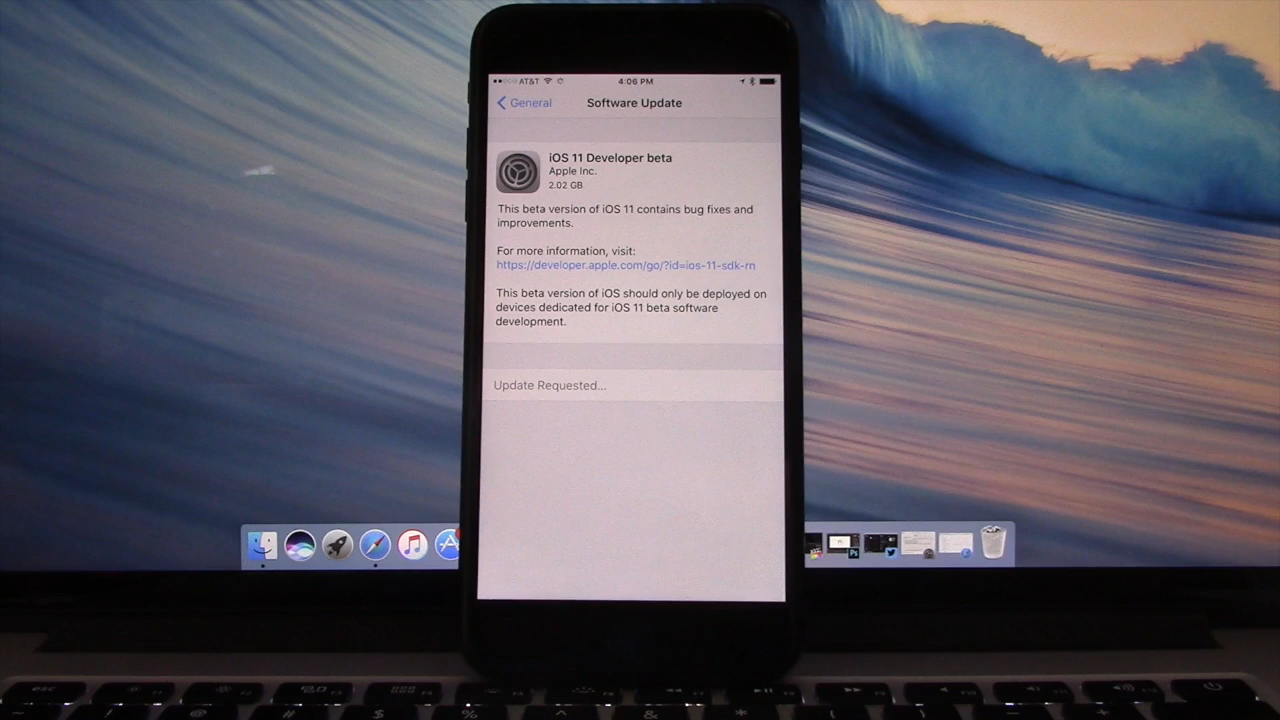 AT&T
4:06 PM
General
Software Update
iOS 11 Developer beta
Apple Inc.
2.02 GB
This beta version of iOS 11 contains bug fixes and
improvements.
For more information, visit:
https://developer.apple.com/go/?id=ios-11-sdk-rn
This beta version of iOS should only be deployed on
devices dedicated for iOS 11 beta software
development.
Update Requested...
Ps
esc